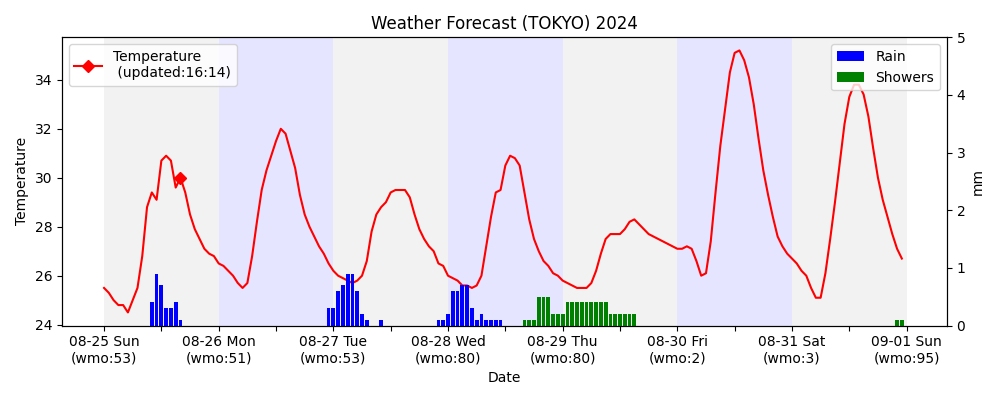 Weather Forecast (TOKYO) 2024
Temperature
(updated:16:14)
Rain
Showers
Temperature
34
32
30
28
26
24
5
4
3
2
1
0
mm
08-25 Sun
(wmo:53)
08-26 Mon
(wmo:51)
08-27 Tue
(wmo:53)
08-28 Wed
(wmo:80)
08-29 Thu
(wmo:80)
08-30 Fri
(wmo:2)
08-31 Sat
(wmo:3)
09-01 Sun
(wmo:95)
Date